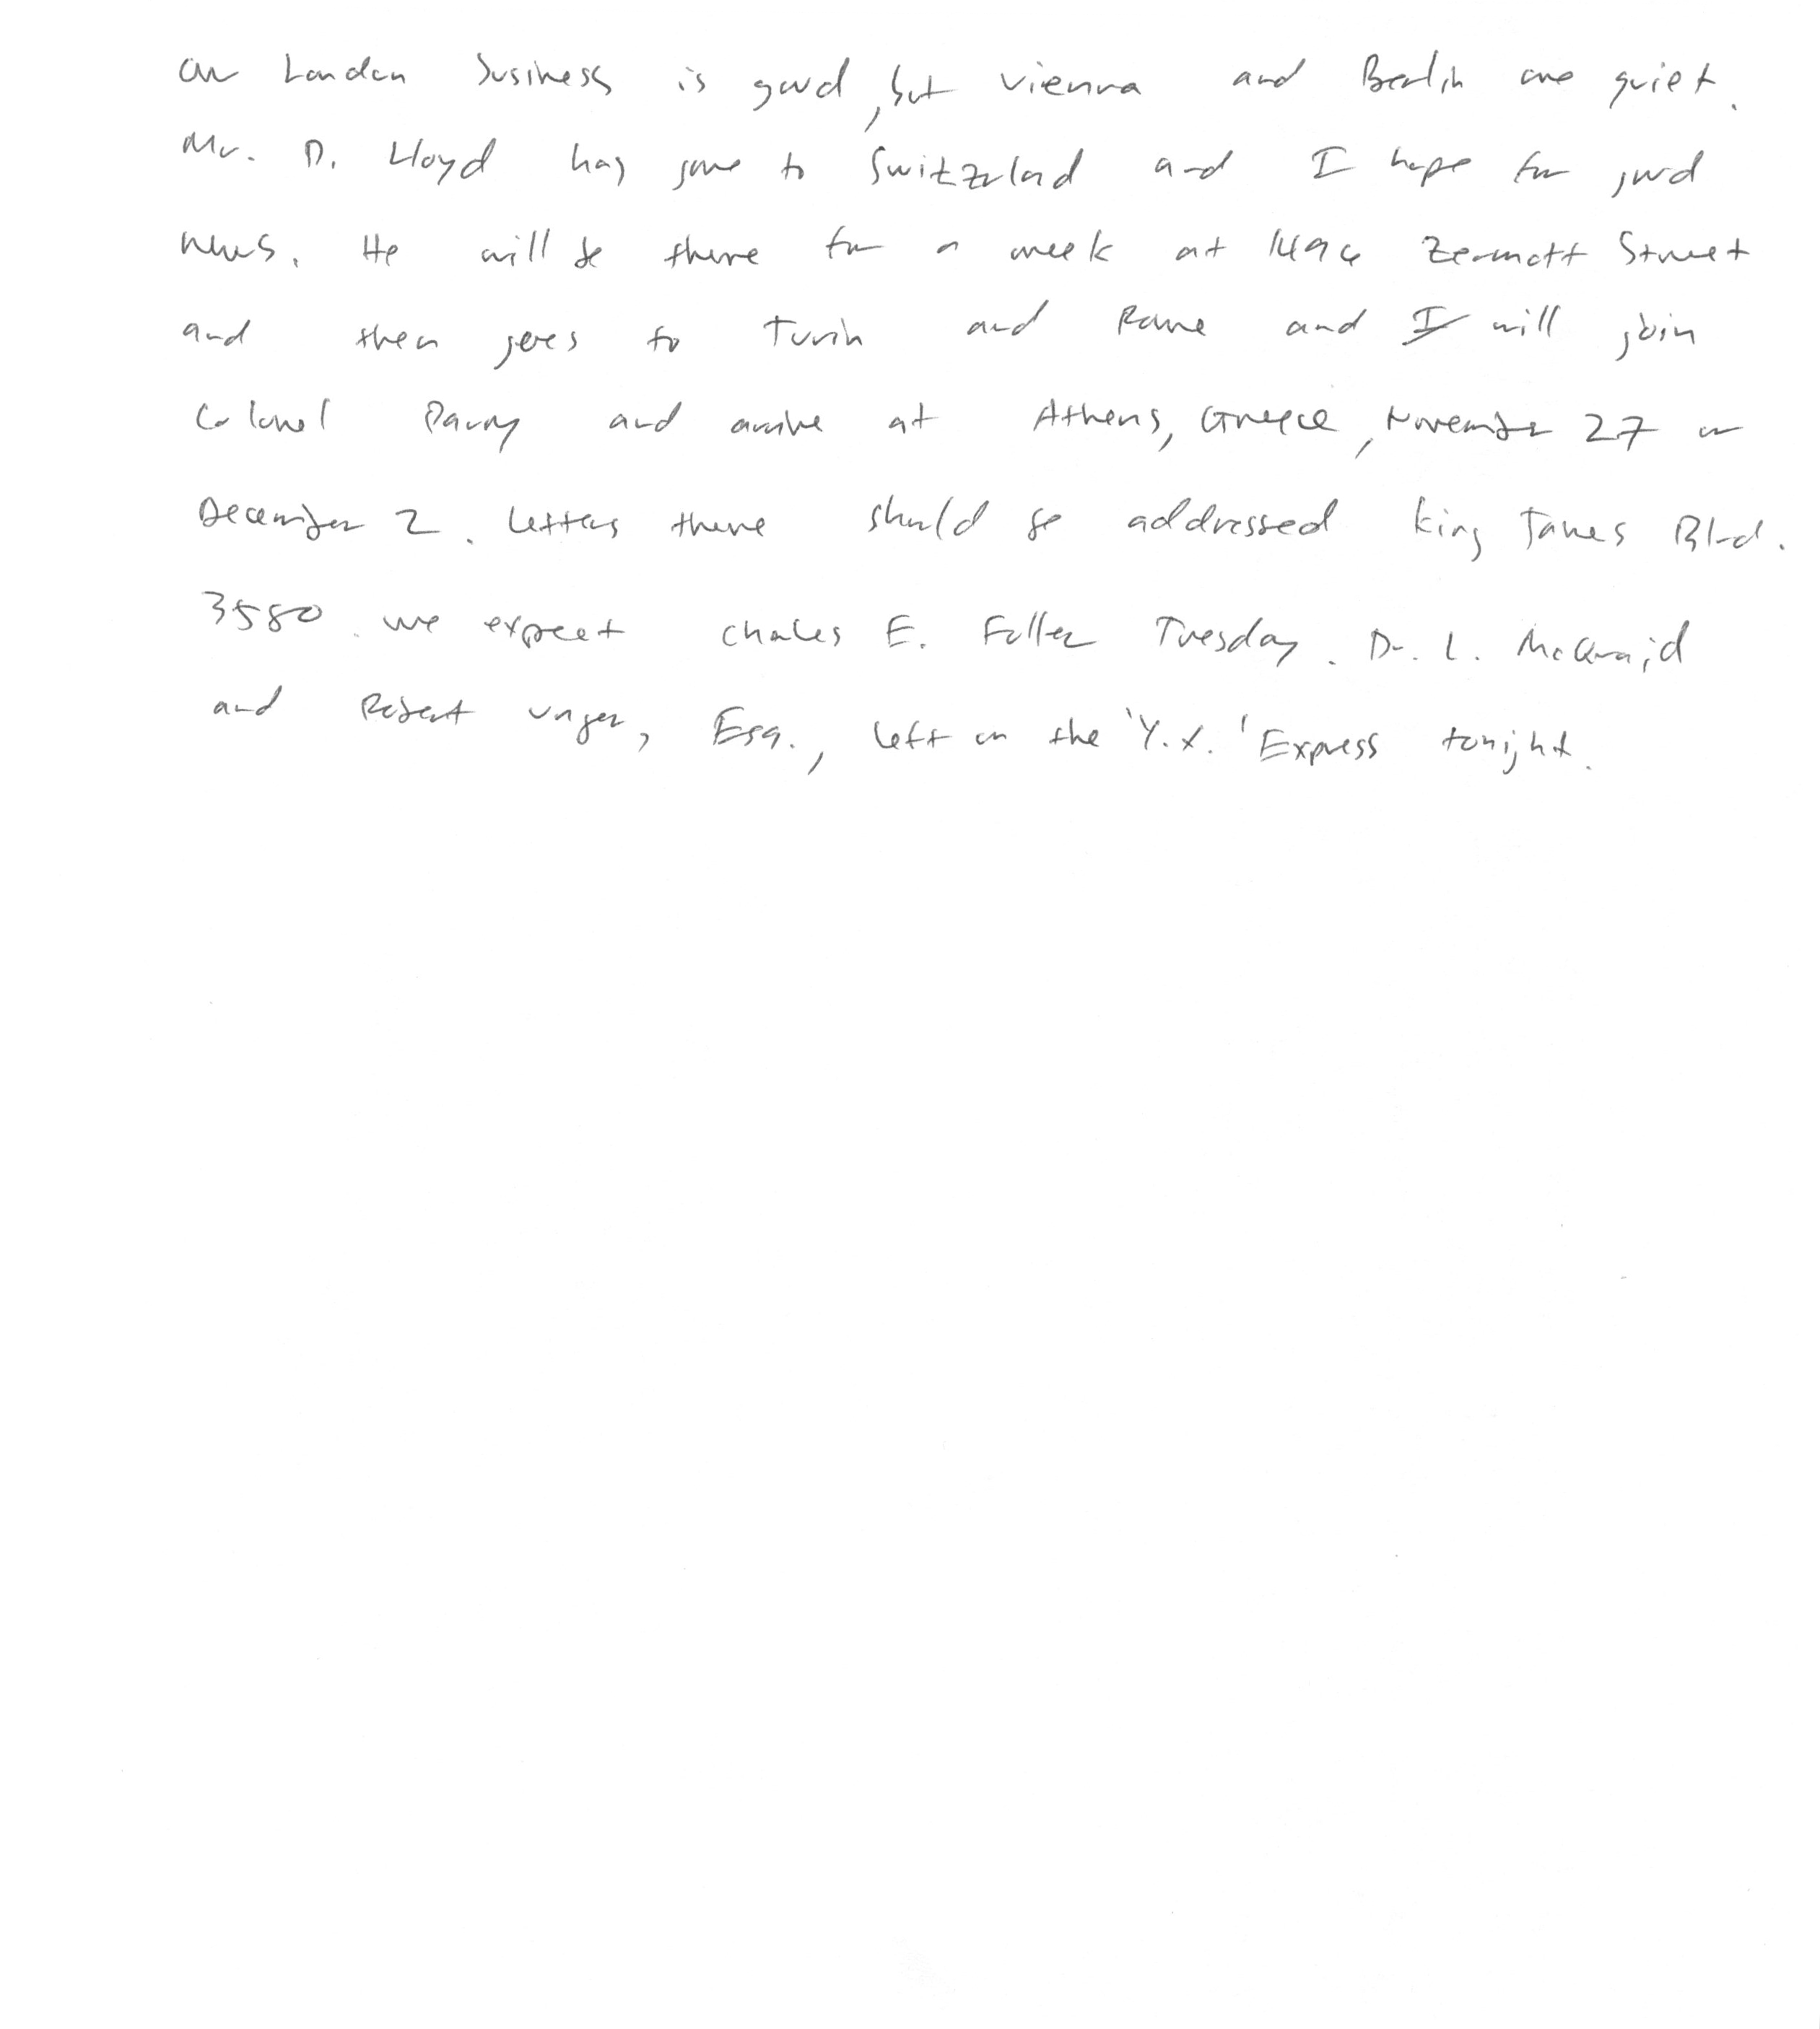 Our London business is good, but Vienna and Berlin are quiet.
Mr. D. Lloyd has gone to Switzerland and I hope for good
news. He will be there for a week at 1496 Zermott Street
and then goes to Turin and Rome and I will join
Colonel Parry and arrive at Athens, Greece, November 27 or
December 2. Letters there should be addressed King James Blvd.
3580. We expect Charles E. Fuller Tuesday. Dr. L. McQuaid
and Robert Unger, Esq., left on the 'Y.X.' Express tonight.